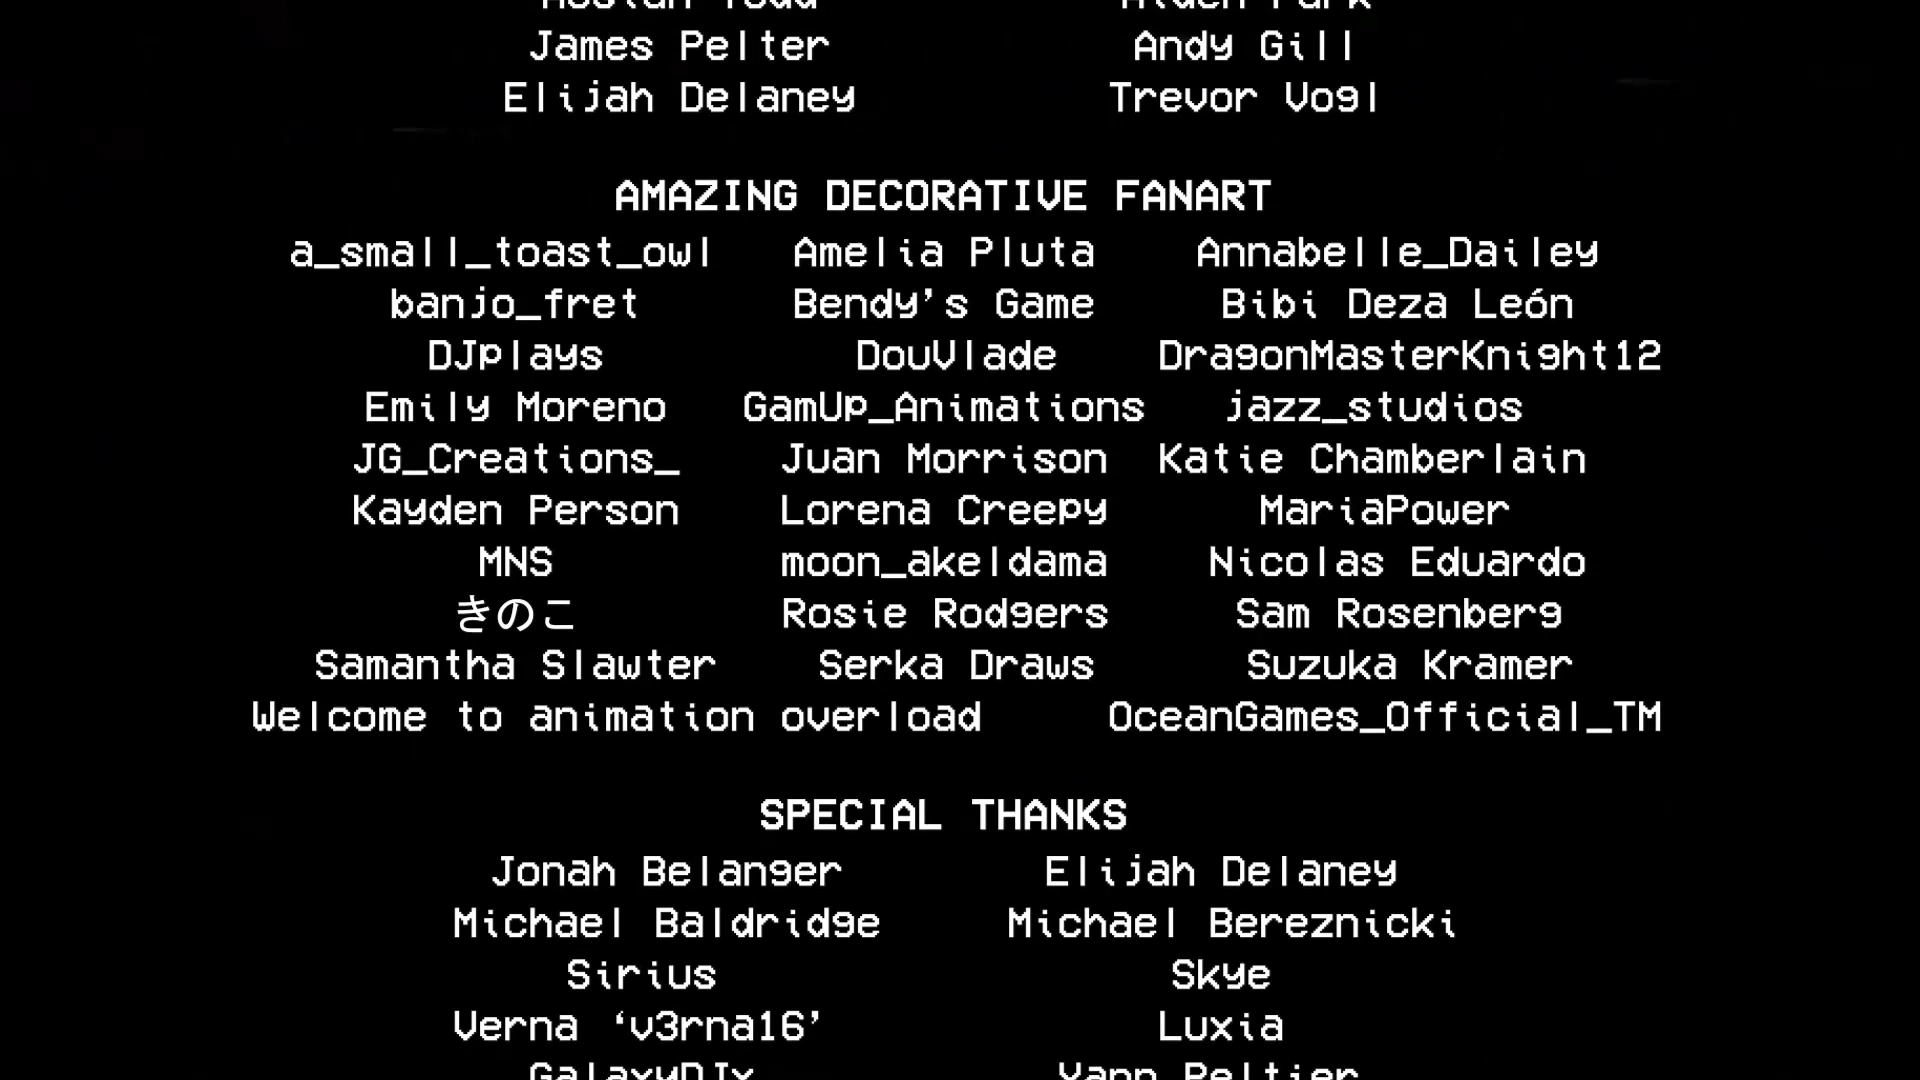 James Pelter Andy Gill
Elijah Delaney Trevor Vogl
AMAZING DECORATIVE FANART
a_small_toast_owl Amelia Pluta Annabelle_Dailey
banjo_fret Bendy’s Game Bibi Deza León
DJplays DouVlade DragonMasterKnight12
Emily Moreno GamUp_Animations jazz_studios
JG_Creations_ Juan Morrison Katie Chamberlain
Kayden Person Lorena Creepy MariaPower
MNS moon_akeldama Nicolas Eduardo
きのこ Rosie Rodgers Sam Rosenberg
Samantha Slawter Serka Draws Suzuka Kramer
Welcome to animation overload OceanGames_Official_TM
SPECIAL THANKS
Jonah Belanger Elijah Delaney
Michael Baldridge Michael Bereznicki
Sirius Skye
Verna ‘v3rna16’ Luxia